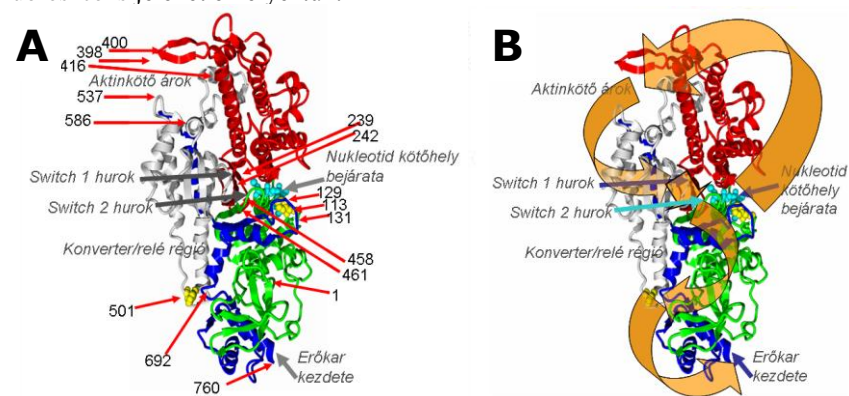 A
400
398
416
Aktinkötő árok
537
586
239
242
Nukleotid kötőhely
bejárata
Switch 1 hurok
129
113
131
Switch 2 hurok
Konverter/relé régió
458
461
501
1
692
760
Erőkar
kezdete
B
Aktinkötő árok
Switch 1 hurok
Nukleotid
kötőhely
bejárata
Switch 2 hurok
Konverter/relé régió
Erőkar
kezdete